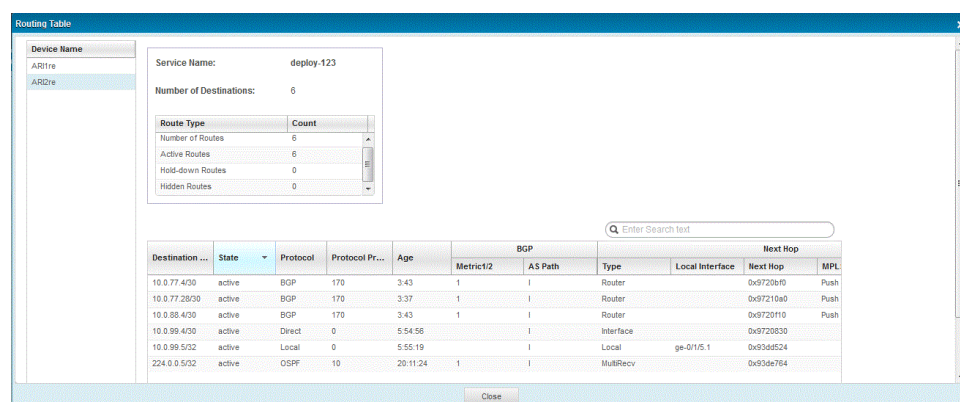 Routing Table
Device Name
ARI1re
ARI2re
Service Name: deploy-123
Number of Destinations: 6
Route Type Count
Number of Routes 6
Active Routes 6
Hold-down Routes 0
Hidden Routes 0
Enter Search text
BGP Next Hop
Destination ... State Protocol Protocol Pr... Age
Metric1/2 AS Path Type Local Interface Next Hop MPL
10.0.77.4/30 active BGP 170 3:43 1 I Router 0x9720bf0 Push
10.0.77.28/30 active BGP 170 3:37 1 I Router 0x97210a0 Push
10.0.88.4/30 active BGP 170 3:43 1 I Router 0x9720f10 Push
10.0.99.4/30 active Direct 0 5:54:56 I Interface 0x9720830
10.0.99.5/32 active Local 0 5:55:19 I Local ge-0/1/5.1 0x93dd524
224.0.0.5/32 active OSPF 10 20:11:24 1 I MultiRecv 0x93de764
Close